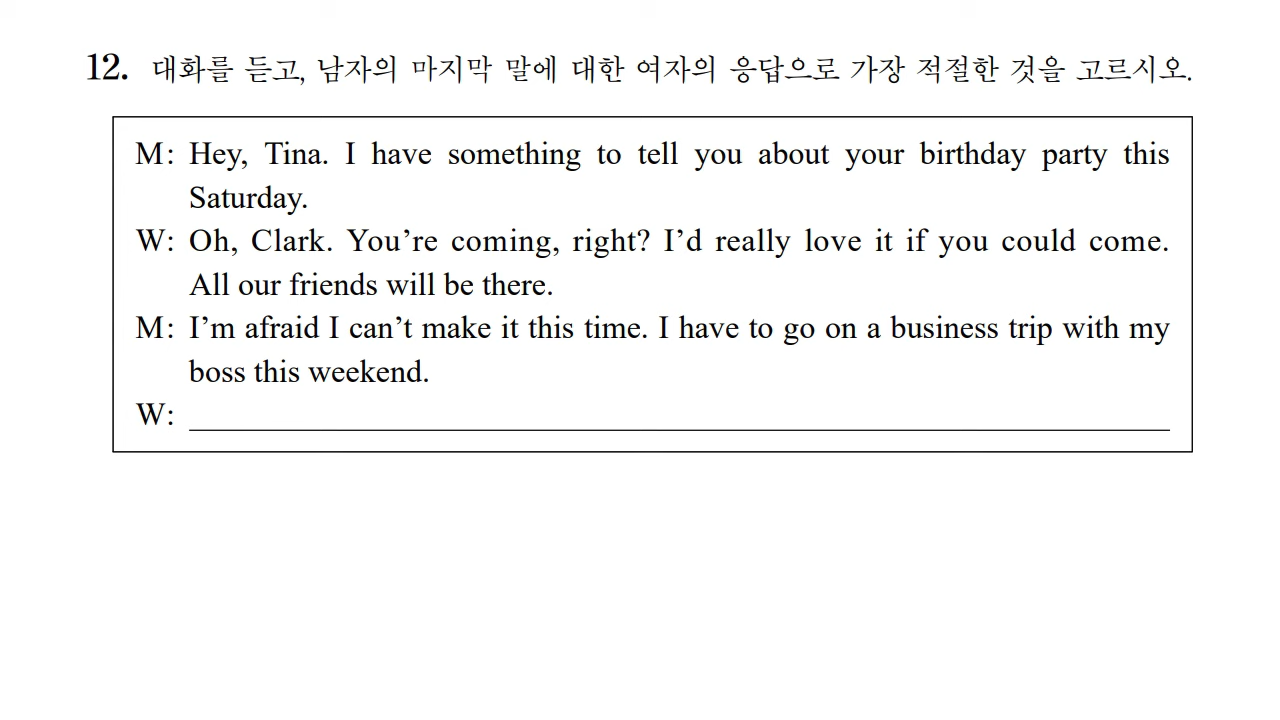 12. 대화를 듣고, 남자의 마지막 말에 대한 여자의 응답으로 가장 적절한 것을 고르시오.
M: Hey, Tina. I have something to tell you about your birthday party this
Saturday.
W: Oh, Clark. You’re coming, right? I’d really love it if you could come.
All our friends will be there.
M: I’m afraid I can’t make it this time. I have to go on a business trip with my
boss this weekend.
W: